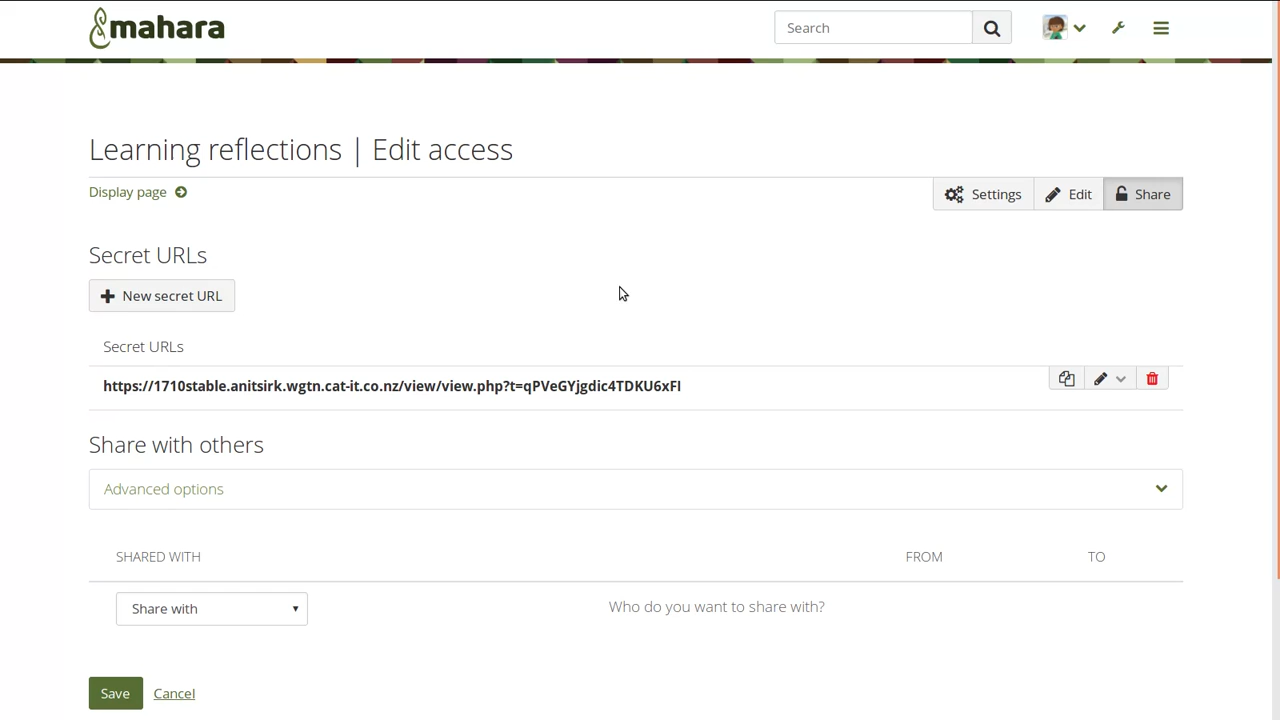 mahara
Search
Learning reflections | Edit access
Display page
Settings
Edit
Share
Secret URLs
New secret URL
Secret URLs
https://1710stable.anitsirk.wgtn.cat-it.co.nz/view/view.php?t=qPVeGYjgdic4TDKU6xFI
Share with others
Advanced options
SHARED WITH FROM TO
Share with
Who do you want to share with?
Save Cancel